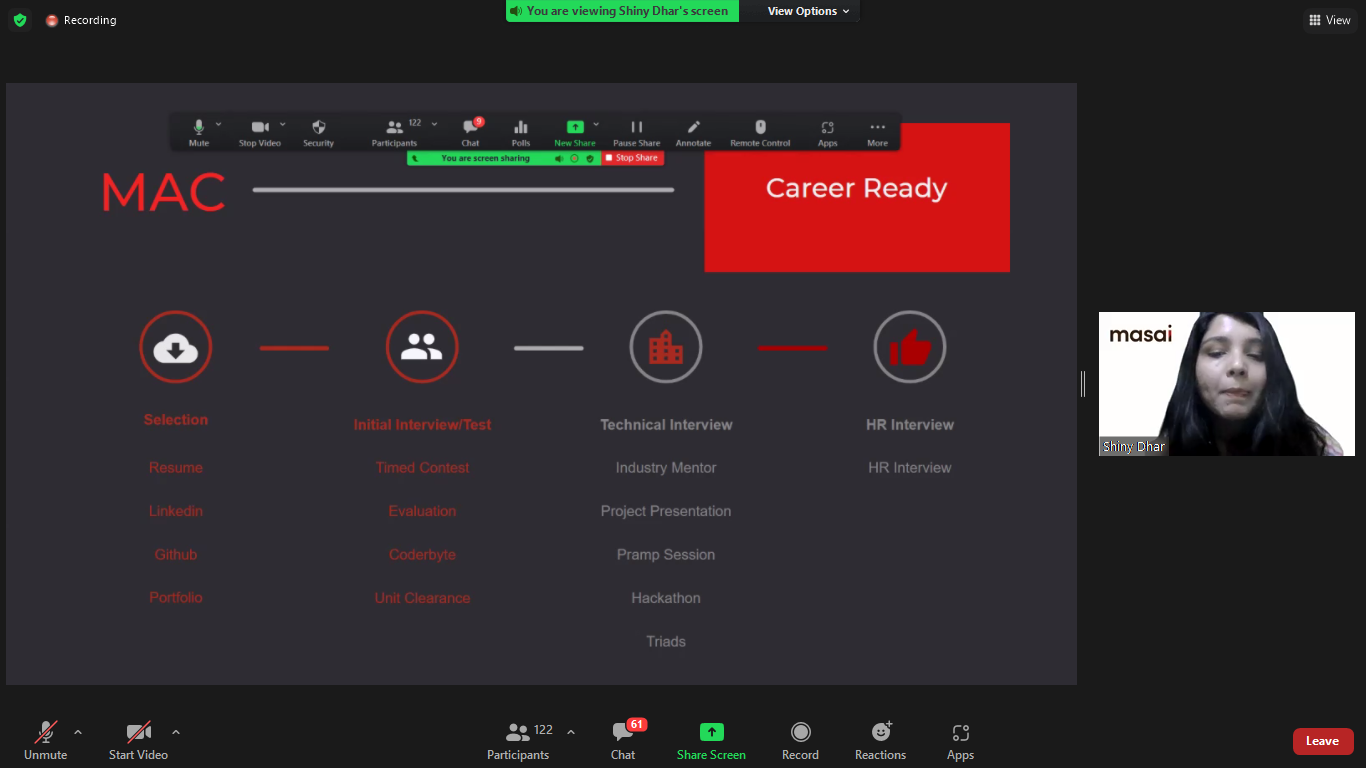 Recording
You are viewing Shiny Dhar's screen
View Options
View
Mute
Stop Video
Security
Participants
122
Chat
9
Polls
New Share
Pause Share
Annotate
Remote Control
Apps
More
You are screen sharing
Stop Share
MAC
Career Ready
Selection
Resume
Linkedin
Github
Portfolio
Initial Interview/Test
Timed Contest
Evaluation
Coderbyte
Unit Clearance
Technical Interview
Industry Mentor
Project Presentation
Pramp Session
Hackathon
Triads
HR Interview
HR Interview
masai
Shiny Dhar
Unmute
Start Video
Participants
122
Chat
61
Share Screen
Record
Reactions
Apps
Leave